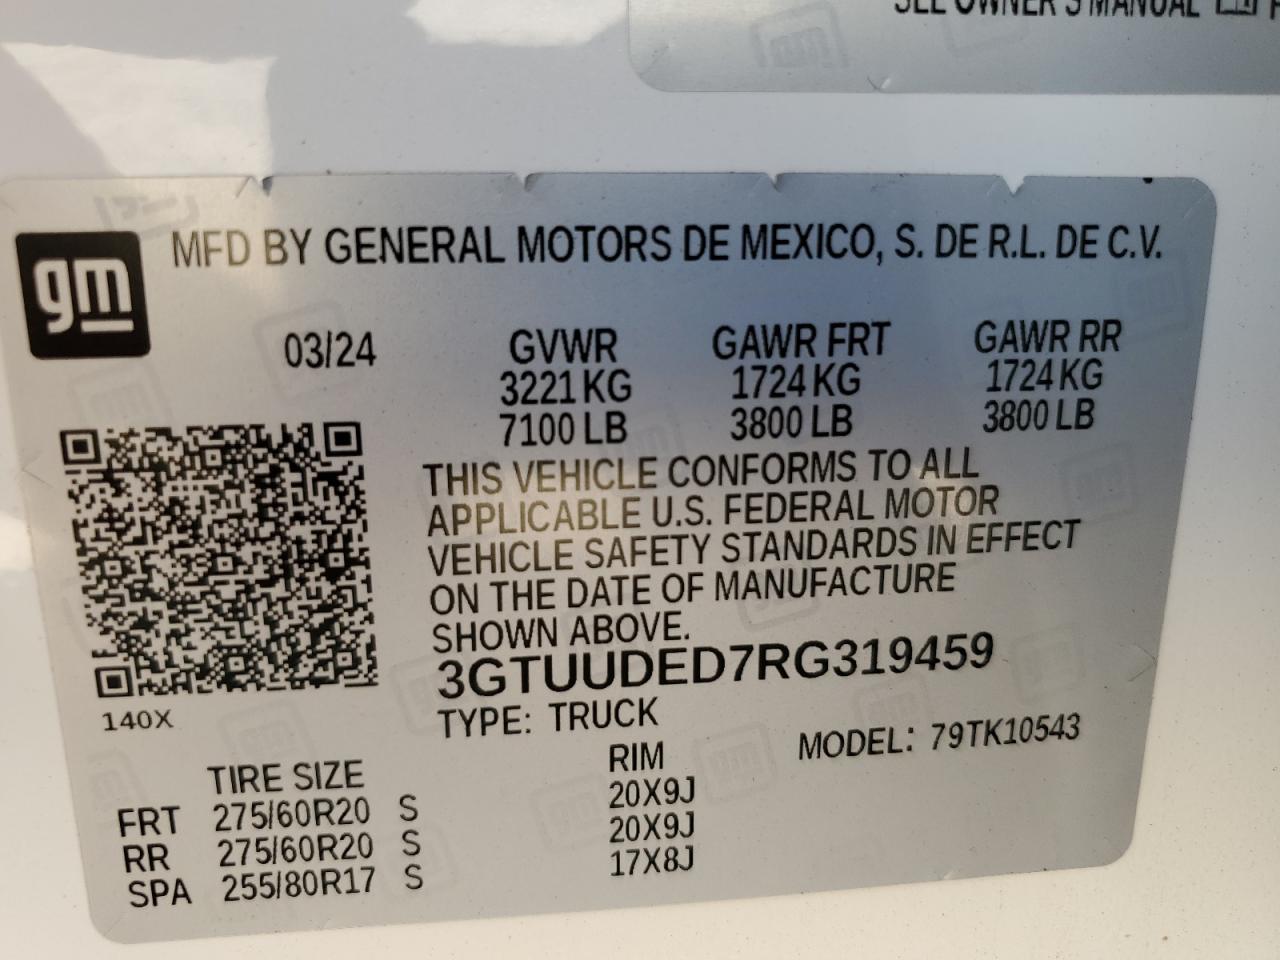 SEE OWNER'S MANUAL
gm
MFD BY GENERAL MOTORS DE MEXICO, S. DE R.L. DE C.V.
03/24 GVWR GAWR FRT GAWR RR
3221 KG 1724 KG 1724 KG
7100 LB 3800 LB 3800 LB
THIS VEHICLE CONFORMS TO ALL
APPLICABLE U.S. FEDERAL MOTOR
VEHICLE SAFETY STANDARDS IN EFFECT
ON THE DATE OF MANUFACTURE
SHOWN ABOVE.
3GTUUDED7RG319459
140X
TYPE: TRUCK
MODEL: 79TK10543
TIRE SIZE RIM
FRT 275/60R20 S 20X9J
RR 275/60R20 S 20X9J
SPA 255/80R17 S 17X8J